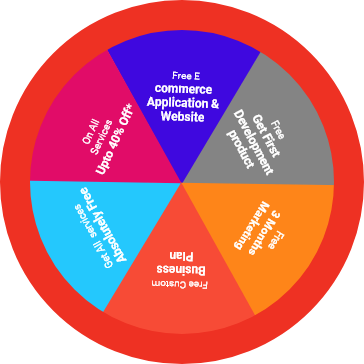 Free E
commerce
Application &
Website
Free
Get First
Development
product
Free
3 Months
Marketing
Free Custom
Business
Plan
Get All services
Absolutely Free
On All
Services
Upto 40% Off*